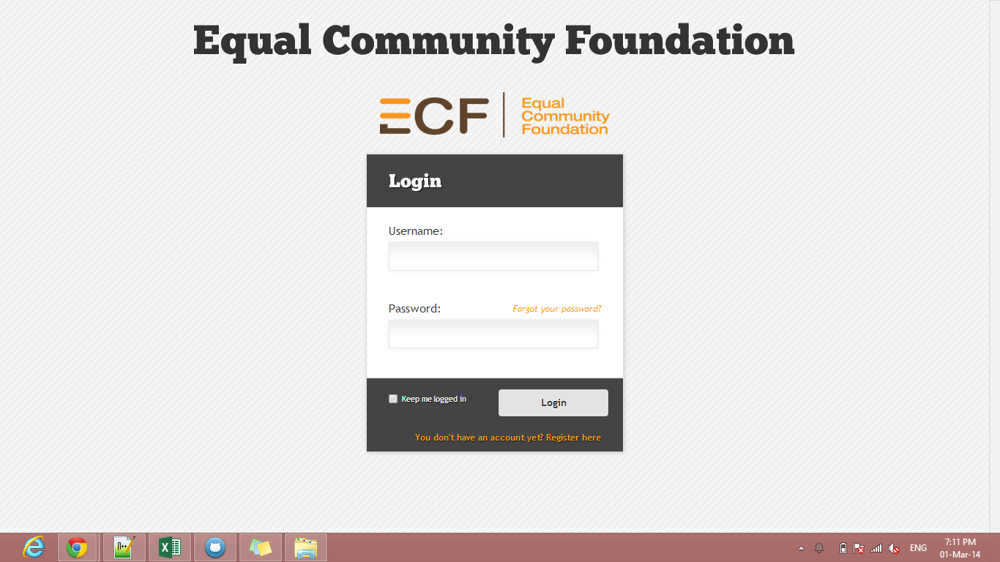 Equal Community Foundation
ECF
Equal
Community
Foundation
Login
Username:
Password:
Forgot your password?
Keep me logged in
Login
You don't have an account yet? Register here
ENG
7:11 PM
01-Mar-14